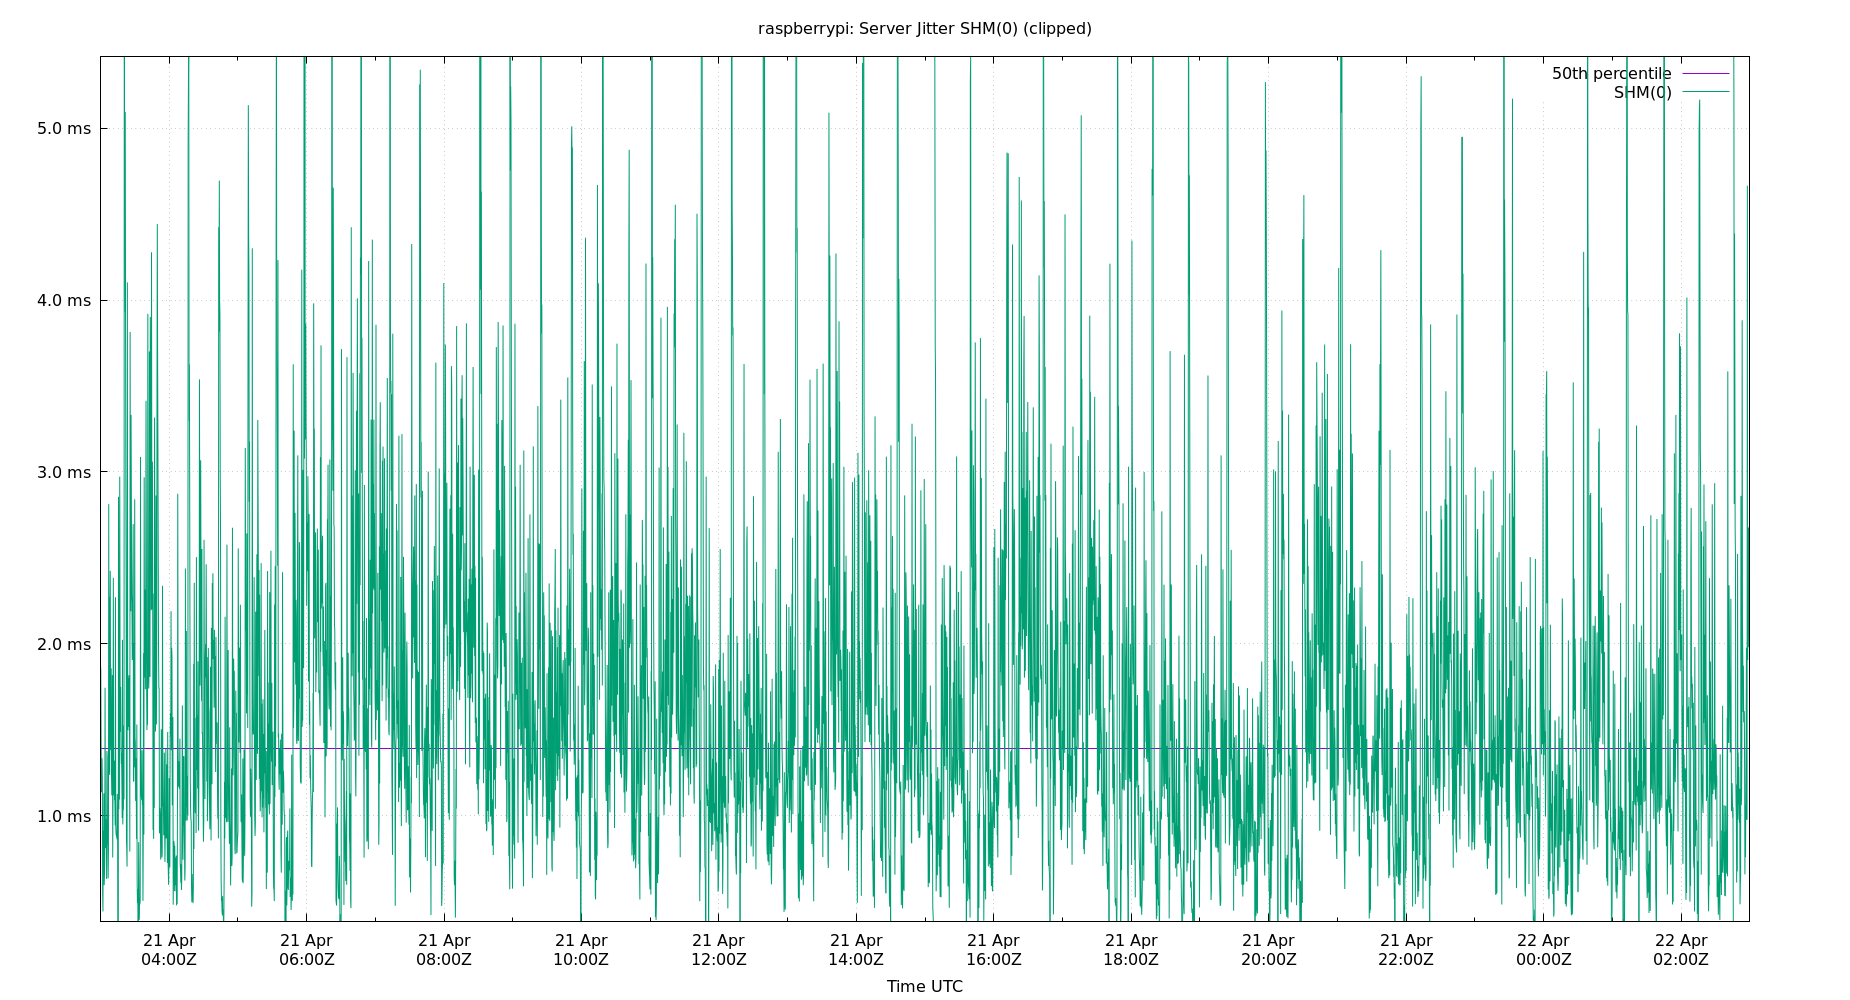 raspberrypi: Server Jitter SHM(0) (clipped)
50th percentile
SHM(0)
5.0 ms
4.0 ms
3.0 ms
2.0 ms
1.0 ms
21 Apr 21 Apr 21 Apr 21 Apr 21 Apr 21 Apr 21 Apr 21 Apr 21 Apr 21 Apr 22 Apr 22 Apr
04:00Z 06:00Z 08:00Z 10:00Z 12:00Z 14:00Z 16:00Z 18:00Z 20:00Z 22:00Z 00:00Z 02:00Z
Time UTC